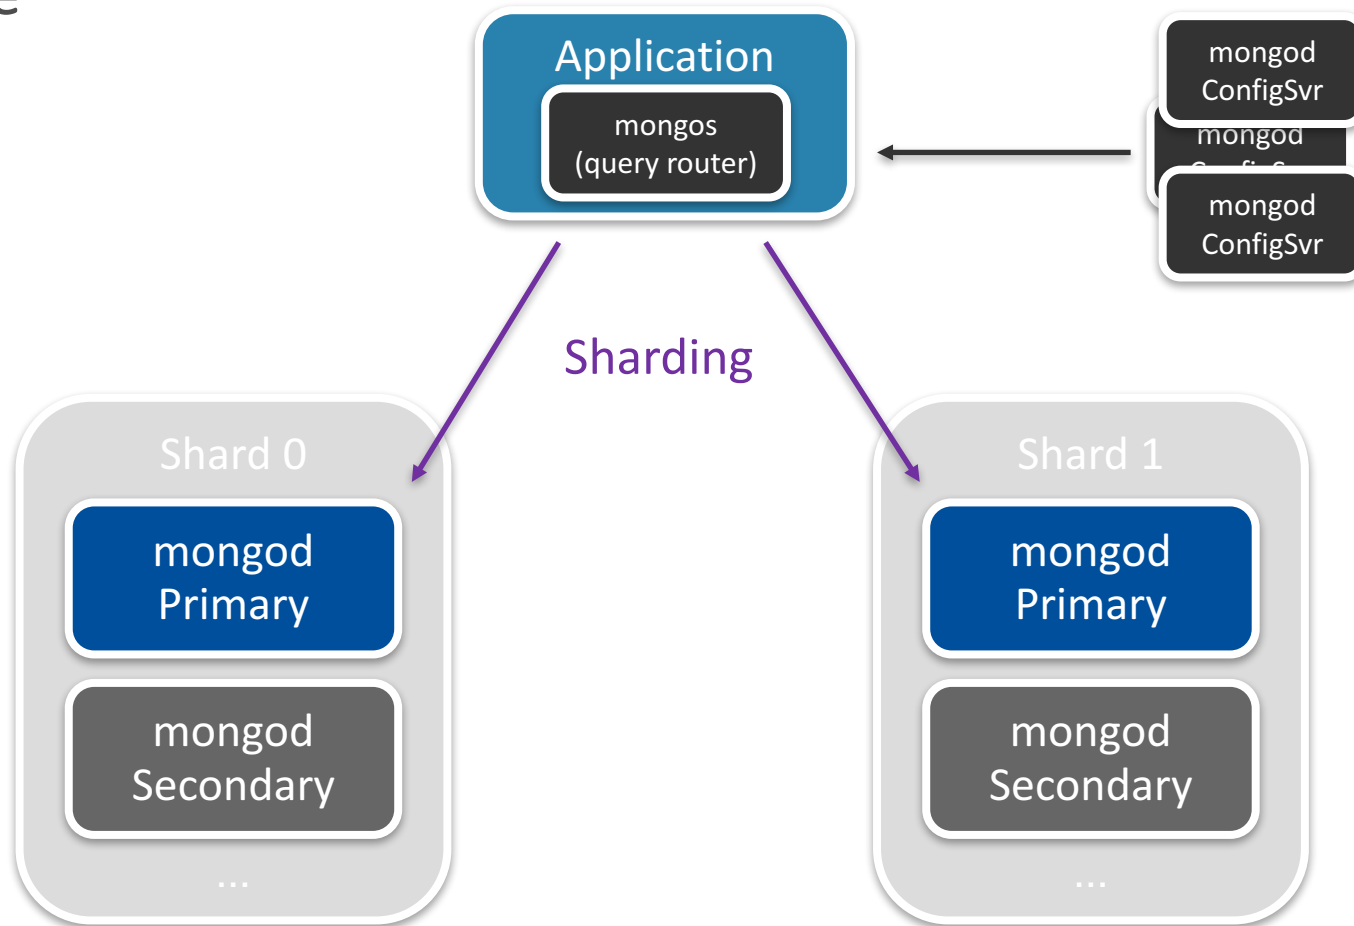 Application
mongos
(query router)
mongod
ConfigSvr
mongod
mongod
ConfigSvr
Sharding
Shard 0
mongod
Primary
mongod
Secondary
...
Shard 1
mongod
Primary
mongod
Secondary
...